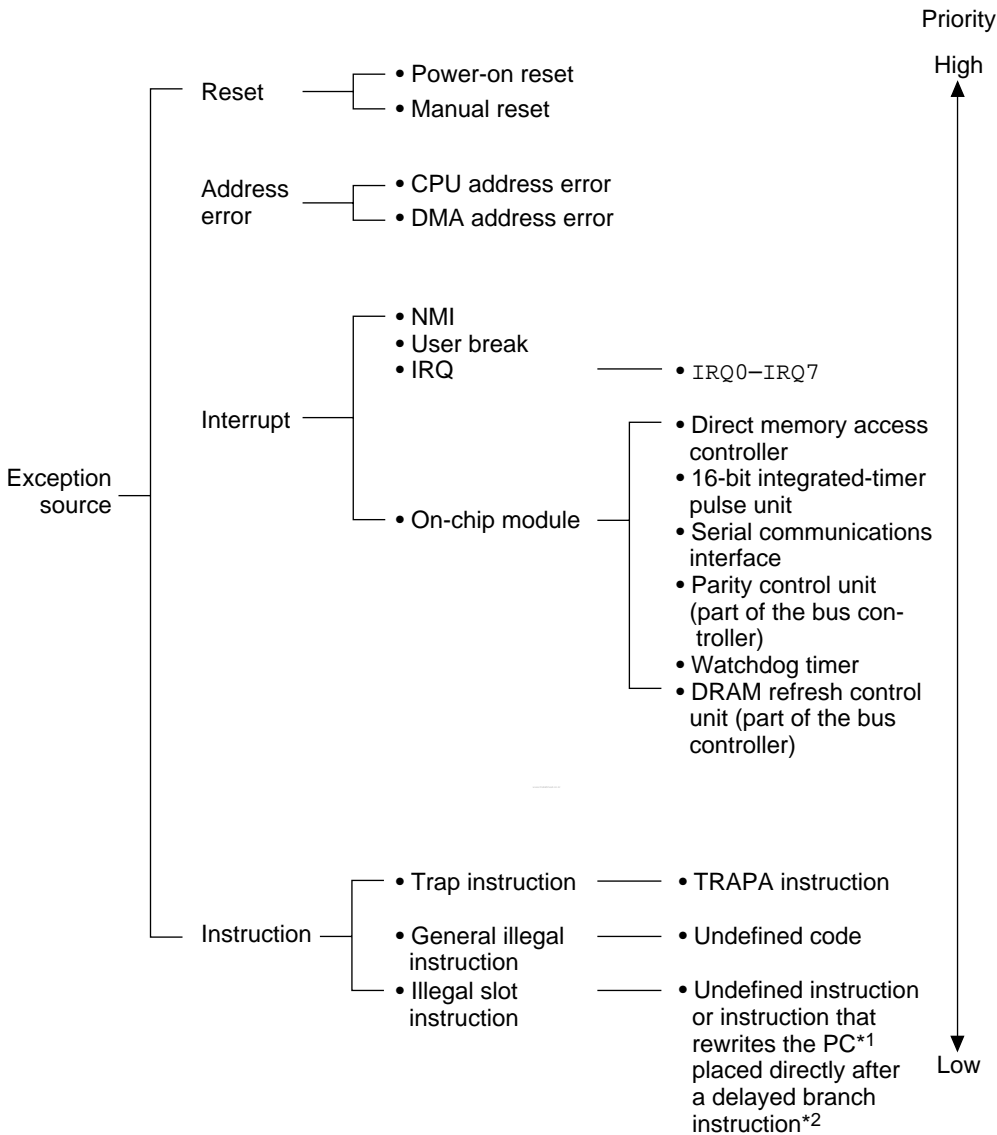 Priority
High
Reset
• Power-on reset
• Manual reset
Address
error
• CPU address error
• DMA address error
Exception
source
Interrupt
• NMI
• User break
• IRQ
• IRQ0–IRQ7
• On-chip module
• Direct memory access
controller
• 16-bit integrated-timer
pulse unit
• Serial communications
interface
• Parity control unit
(part of the bus con-
troller)
• Watchdog timer
• DRAM refresh control
unit (part of the bus
controller)
Instruction
• Trap instruction
• TRAPA instruction
• General illegal
instruction
• Undefined code
• Illegal slot
instruction
• Undefined instruction
or instruction that
rewrites the PC*1
placed directly after
a delayed branch
instruction*2
Low